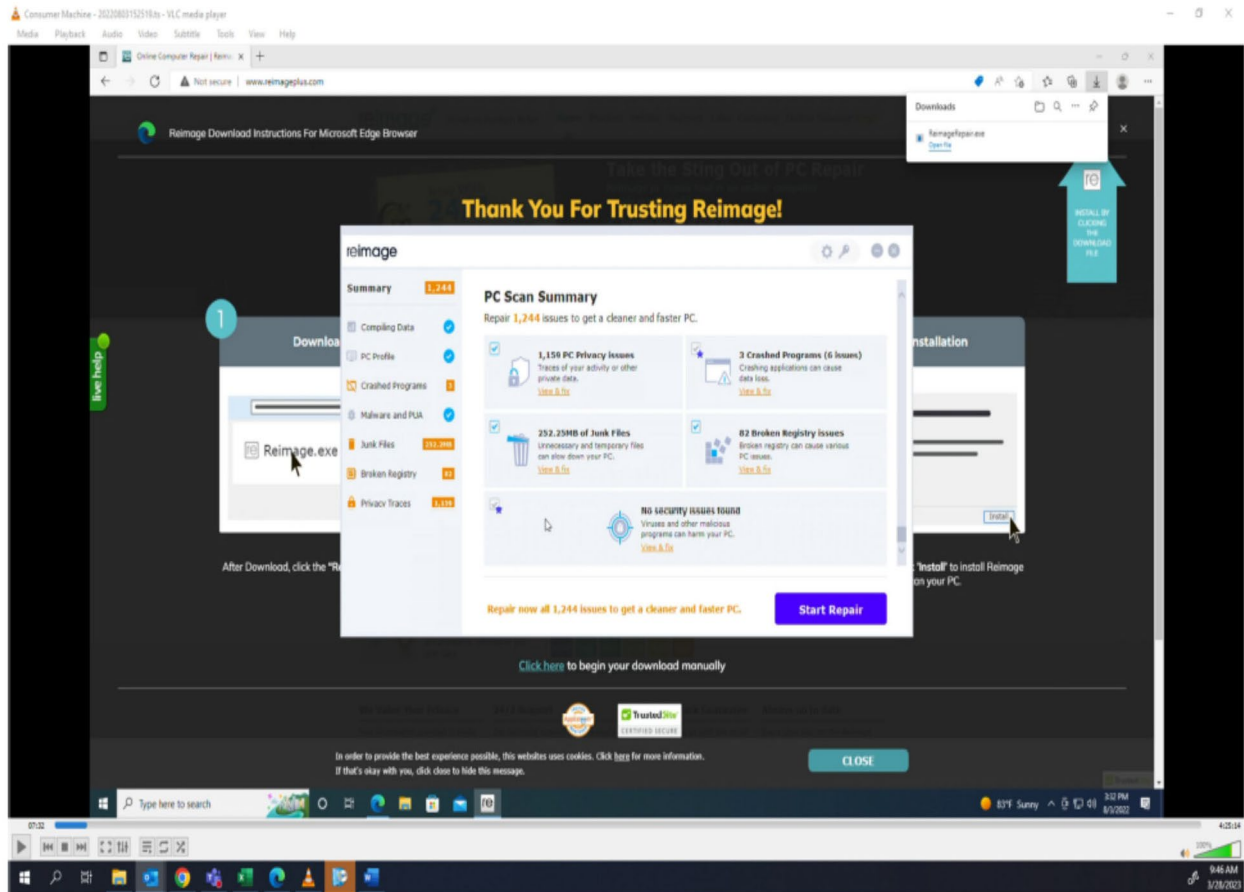 Consumer Machine - 20220803152519.ts - VLC media player
Media Playback Audio Video Subtitle Tools View Help
Online Computer Repair | Reima
Not secure | www.reimageplus.com
Downloads
ReimageRepair.exe
Open file
Reimage Download Instructions For Microsoft Edge Browser
Take the Sting Out of PC Repair
re
INSTALL BY
CLICKING
THE
DOWNLOAD
FILE
Thank You For Trusting Reimage!
reimage
Summary 1,244
Compiling Data
PC Profile
Crashed Programs 3
Malware and PUA
Junk Files 252.2MB
Broken Registry 82
Privacy Traces 1,159
PC Scan Summary
Repair 1,244 issues to get a cleaner and faster PC.
1,159 PC Privacy issues
Traces of your activity or other
private data.
View & fix
3 Crashed Programs (6 issues)
Crashing applications can cause
data loss.
View & fix
252.25MB of Junk Files
Unnecessary and temporary files
can slow down your PC.
View & fix
82 Broken Registry issues
Broken registry can cause various
PC issues.
View & fix
No security issues found
Viruses and other malicious
programs can harm your PC.
View & fix
Repair now all 1,244 issues to get a cleaner and faster PC.
Start Repair
1
Downloa
live help
re Reimage.exe
After Download, click the "Re
nstallation
Install
"Install" to install Reimage
on your PC.
Click here to begin your download manually
TrustedSite
CERTIFIED SECURE
In order to provide the best experience possible, this websites uses cookies. Click here for more information.
If that's okay with you, click close to hide this message.
CLOSE
Type here to search
re
83°F Sunny
3:32 PM
8/3/2022
07:32
4:25:14
100%
9:46 AM
3/28/2023